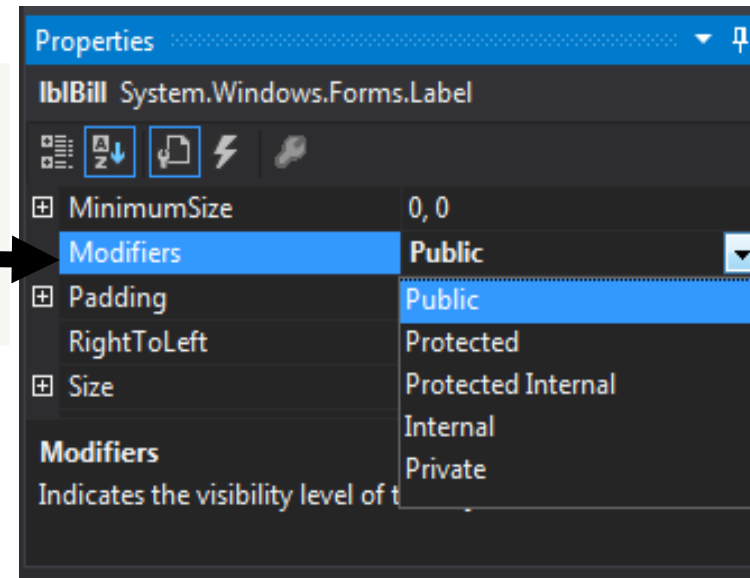 Properties
lblBill System.Windows.Forms.Label
MinimumSize 0, 0
Modifiers Public
Padding Public
RightToLeft Protected
Size Protected Internal
Internal
Modifiers Private
Indicates the visibility level of